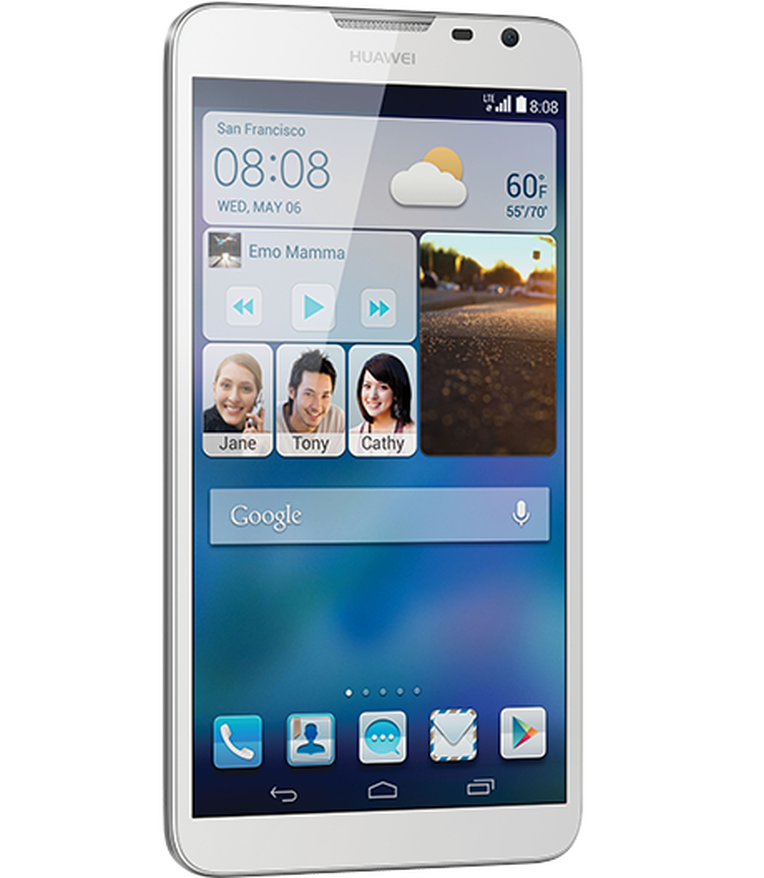 HUAWEI
LTE 8:08
San Francisco
08:08
WED, MAY 06
60°F
55°/70°
Emo Mamma
Jane Tony Cathy
Google